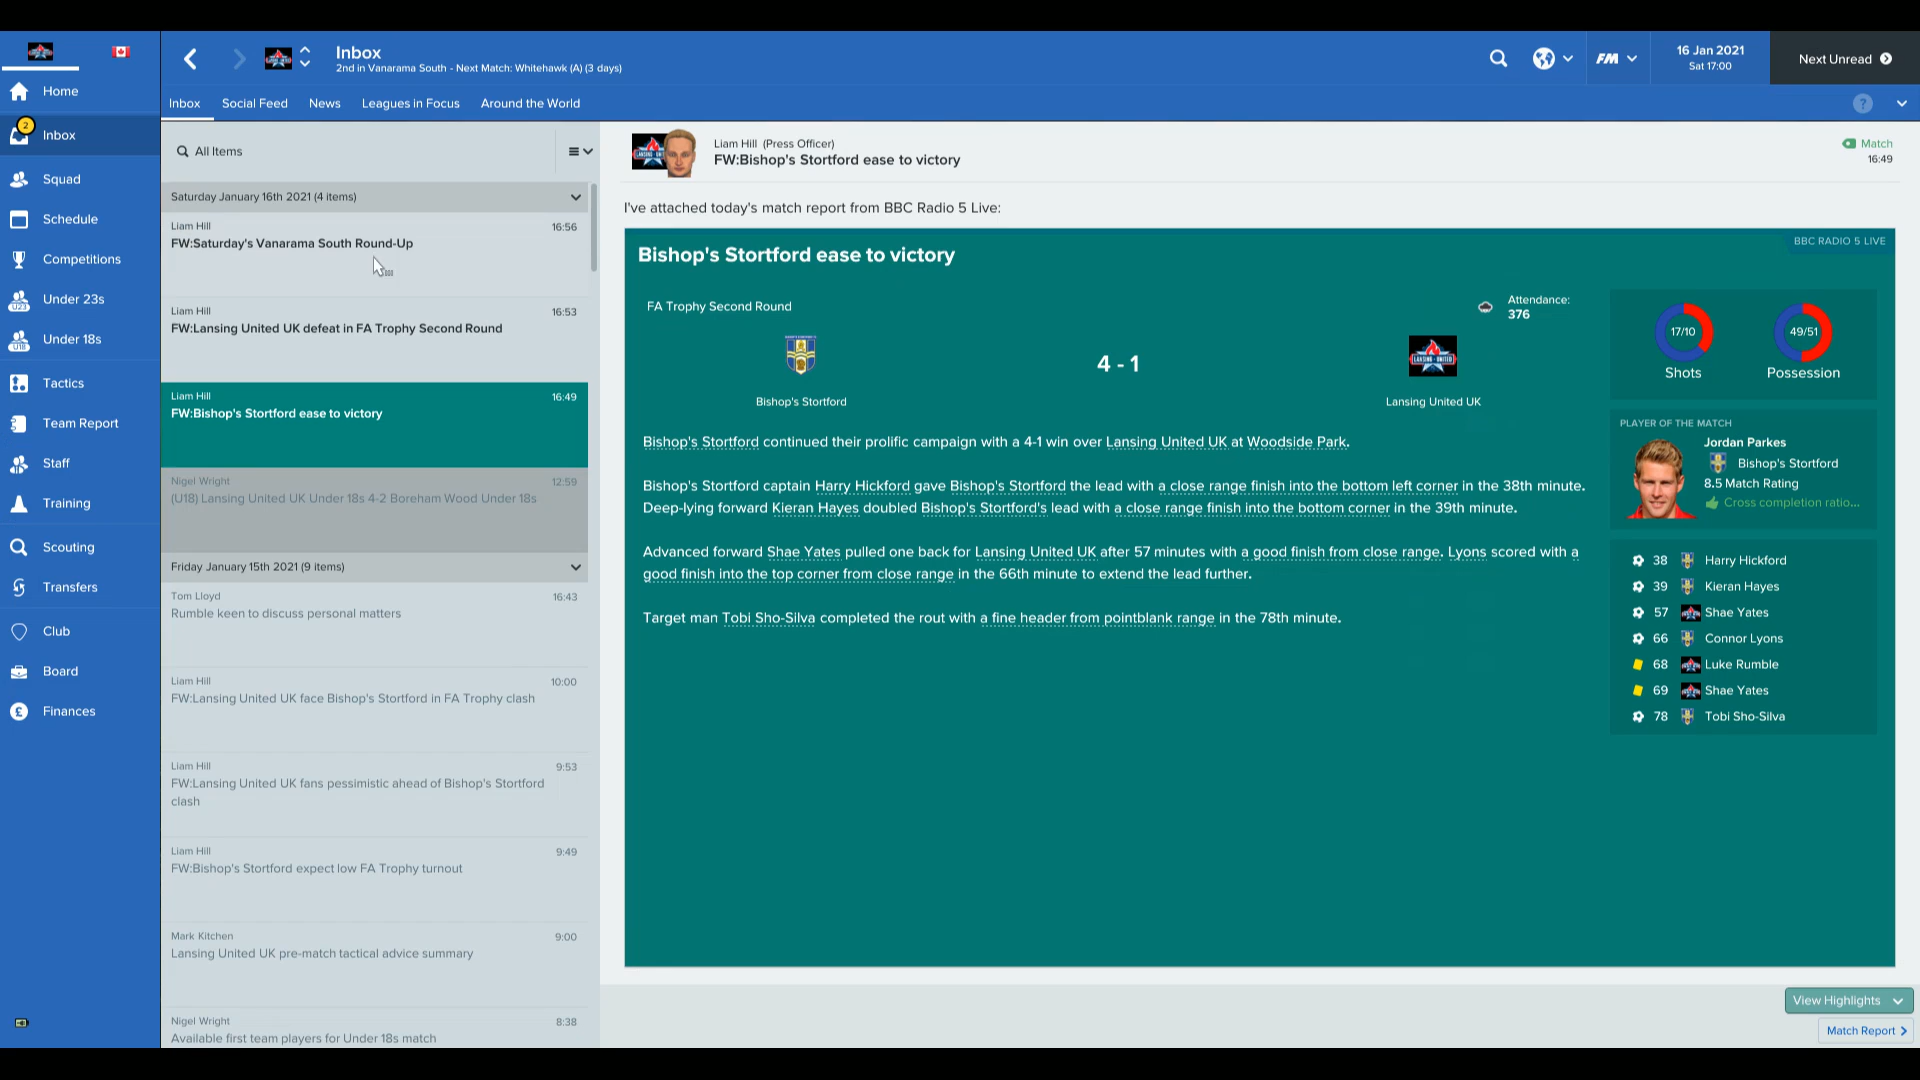 Inbox
2nd in Vanarama South - Next Match: Whitehawk (A) (3 days)
FM
16 Jan 2021
Sat 17:00
Next Unread
Inbox
Social Feed
News
Leagues in Focus
Around the World
?
Home
2
Inbox
Squad
Schedule
Competitions
Under 23s
Under 18s
Tactics
Team Report
Staff
Training
Scouting
Transfers
Club
Board
Finances
All Items
Saturday January 16th 2021 (4 items)
Liam Hill
16:56
FW:Saturday's Vanarama South Round-Up
Liam Hill
16:53
FW:Lansing United UK defeat in FA Trophy Second Round
Liam Hill
16:49
FW:Bishop's Stortford ease to victory
Nigel Wright
12:59
(U18) Lansing United UK Under 18s 4-2 Boreham Wood Under 18s
Friday January 15th 2021 (9 items)
Tom Lloyd
16:43
Rumble keen to discuss personal matters
Liam Hill
10:00
FW:Lansing United UK face Bishop's Stortford in FA Trophy clash
Liam Hill
9:53
FW:Lansing United UK fans pessimistic ahead of Bishop's Stortford
clash
Liam Hill
9:49
FW:Bishop's Stortford expect low FA Trophy turnout
Mark Kitchen
9:00
Lansing United UK pre-match tactical advice summary
Nigel Wright
8:38
Available first team players for Under 18s match
Liam Hill (Press Officer)
FW:Bishop's Stortford ease to victory
Match
16:49
I've attached today's match report from BBC Radio 5 Live:
BBC RADIO 5 LIVE
Bishop's Stortford ease to victory
FA Trophy Second Round
Attendance:
376
4 - 1
LANSING UNITED
Bishop's Stortford
Lansing United UK
Bishop's Stortford continued their prolific campaign with a 4-1 win over Lansing United UK at Woodside Park.
Bishop's Stortford captain Harry Hickford gave Bishop's Stortford the lead with a close range finish into the bottom left corner in the 38th minute.
Deep-lying forward Kieran Hayes doubled Bishop's Stortford's lead with a close range finish into the bottom corner in the 39th minute.
Advanced forward Shae Yates pulled one back for Lansing United UK after 57 minutes with a good finish from close range. Lyons scored with a
good finish into the top corner from close range in the 66th minute to extend the lead further.
Target man Tobi Sho-Silva completed the rout with a fine header from pointblank range in the 78th minute.
17/10
Shots
49/51
Possession
PLAYER OF THE MATCH
Jordan Parkes
Bishop's Stortford
8.5 Match Rating
Cross completion ratio...
38 Harry Hickford
39 Kieran Hayes
57 Shae Yates
66 Connor Lyons
68 Luke Rumble
69 Shae Yates
78 Tobi Sho-Silva
View Highlights
Match Report